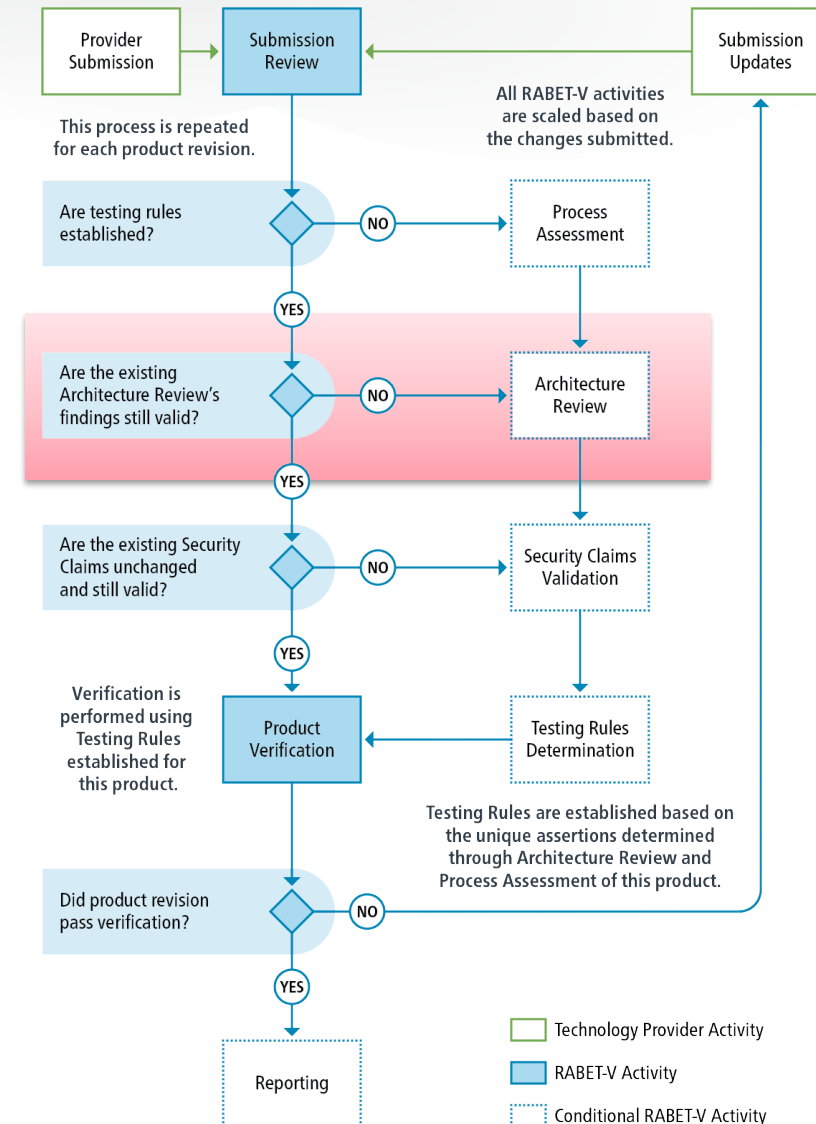 Provider
Submission
Submission
Review
Submission
Updates
This process is repeated
for each product revision.
All RABET-V activities
are scaled based on
the changes submitted.
Are testing rules
established?
NO
Process
Assessment
YES
Are the existing
Architecture Review's
findings still valid?
NO
Architecture
Review
YES
Are the existing Security
Claims unchanged
and still valid?
NO
Security Claims
Validation
YES
Verification is
performed using
Testing Rules
established for
this product.
Product
Verification
Testing Rules
Determination
Testing Rules are established based on
the unique assertions determined
through Architecture Review and
Process Assessment of this product.
Did product revision
pass verification?
NO
YES
Reporting
Technology Provider Activity
RABET-V Activity
Conditional RABET-V Activity